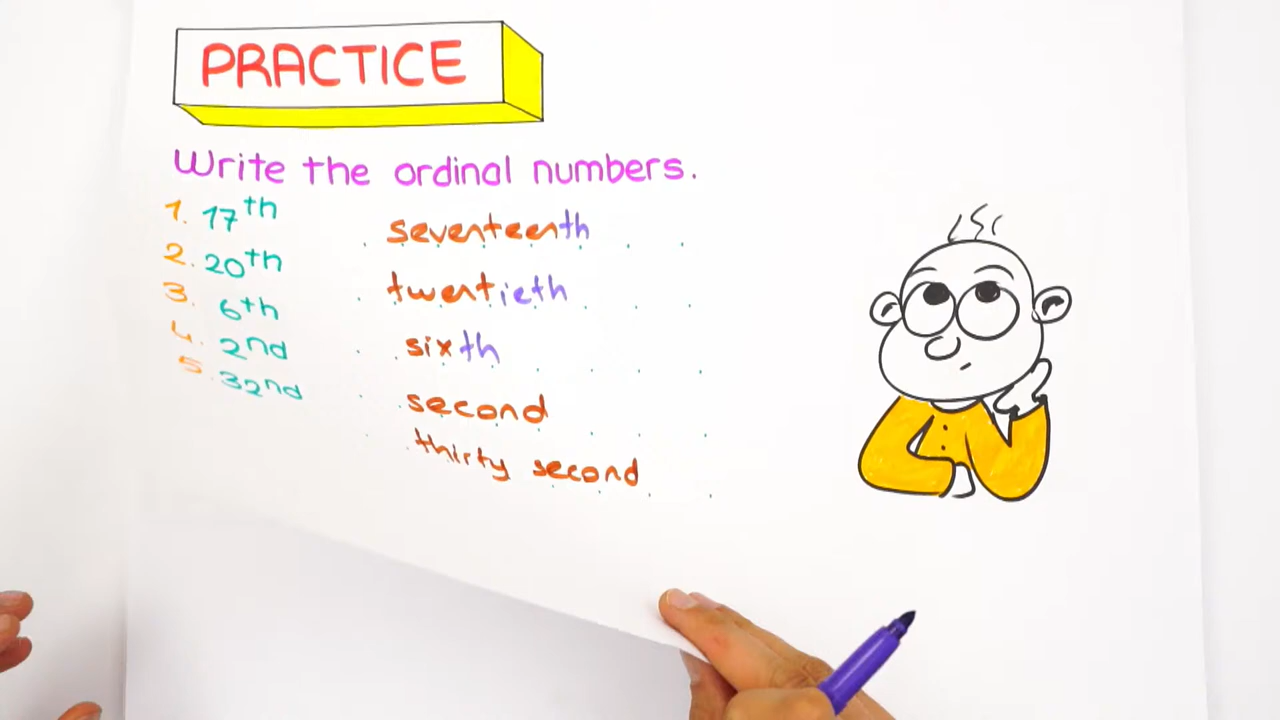 PRACTICE
Write the ordinal numbers.
1. 17th seventeenth
2. 20th twentieth
3. 6th sixth
4. 2nd second
5. 32nd thirty second